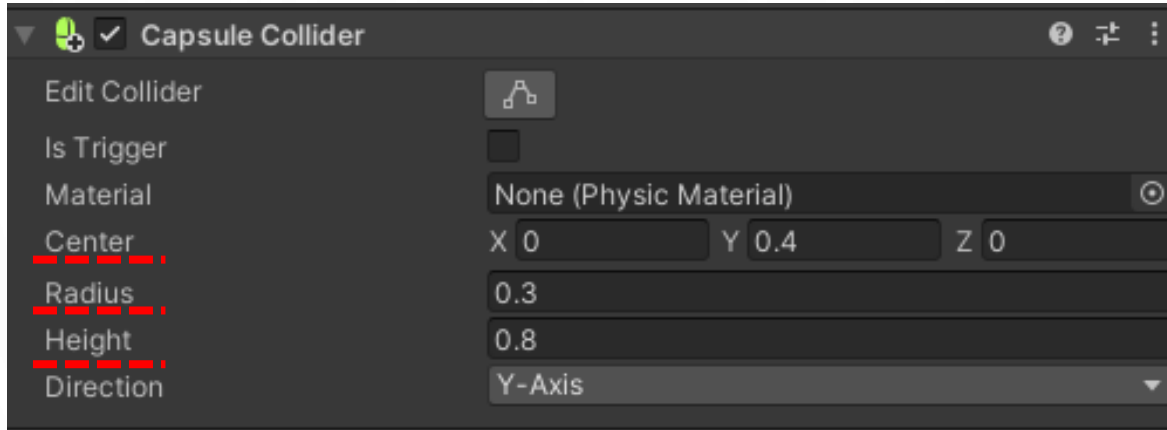 Capsule Collider
Edit Collider
Is Trigger
Material None (Physic Material)
Center X 0 Y 0.4 Z 0
Radius 0.3
Height 0.8
Direction Y-Axis